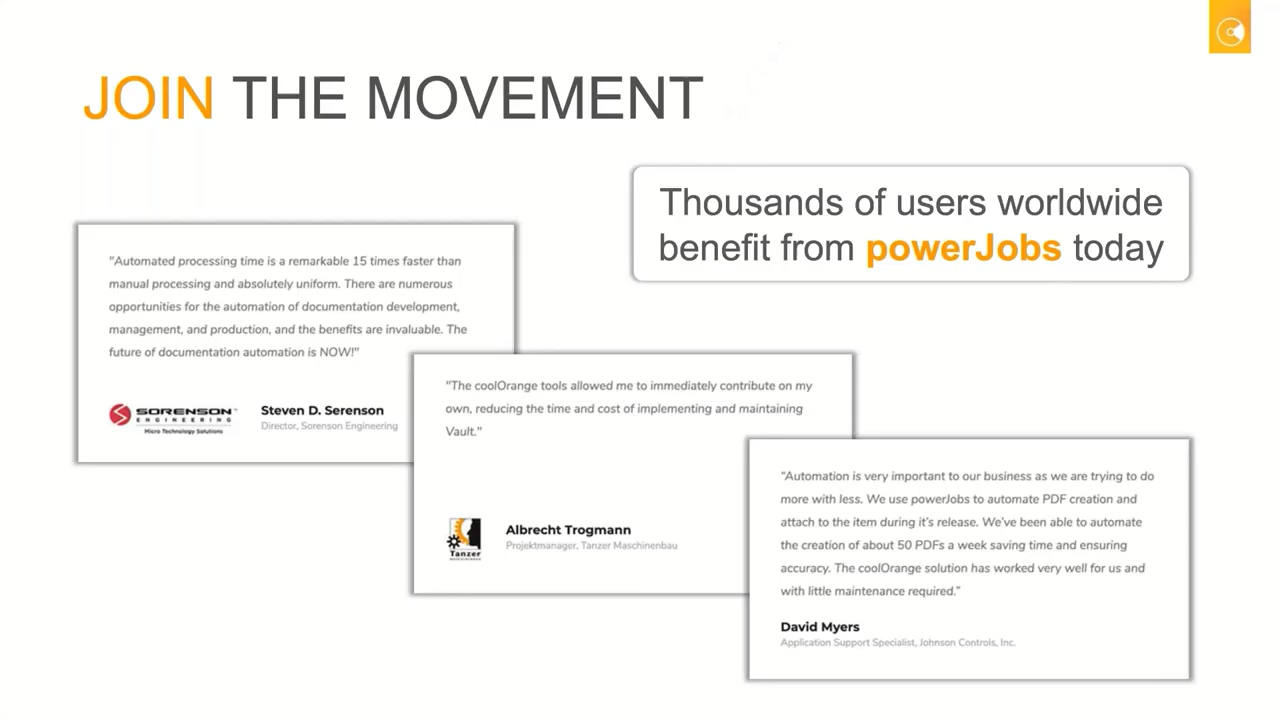 JOIN THE MOVEMENT
Thousands of users worldwide
benefit from powerJobs today
"Automated processing time is a remarkable 15 times faster than
manual processing and absolutely uniform. There are numerous
opportunities for the automation of documentation development,
management, and production, and the benefits are invaluable. The
future of documentation automation is NOW!"
SORENSON
ENGINEERING
Micro Technology Solutions
Steven D. Serenson
Director, Sorenson Engineering
"The coolOrange tools allowed me to immediately contribute on my
own, reducing the time and cost of implementing and maintaining
Vault."
Tanzer
MASCHINENBAU
Albrecht Trogmann
Projektmanager, Tanzer Maschinenbau
“Automation is very important to our business as we are trying to do
more with less. We use powerJobs to automate PDF creation and
attach to the item during it’s release. We’ve been able to automate
the creation of about 50 PDFs a week saving time and ensuring
accuracy. The coolOrange solution has worked very well for us and
with little maintenance required.”
David Myers
Application Support Specialist, Johnson Controls, Inc.